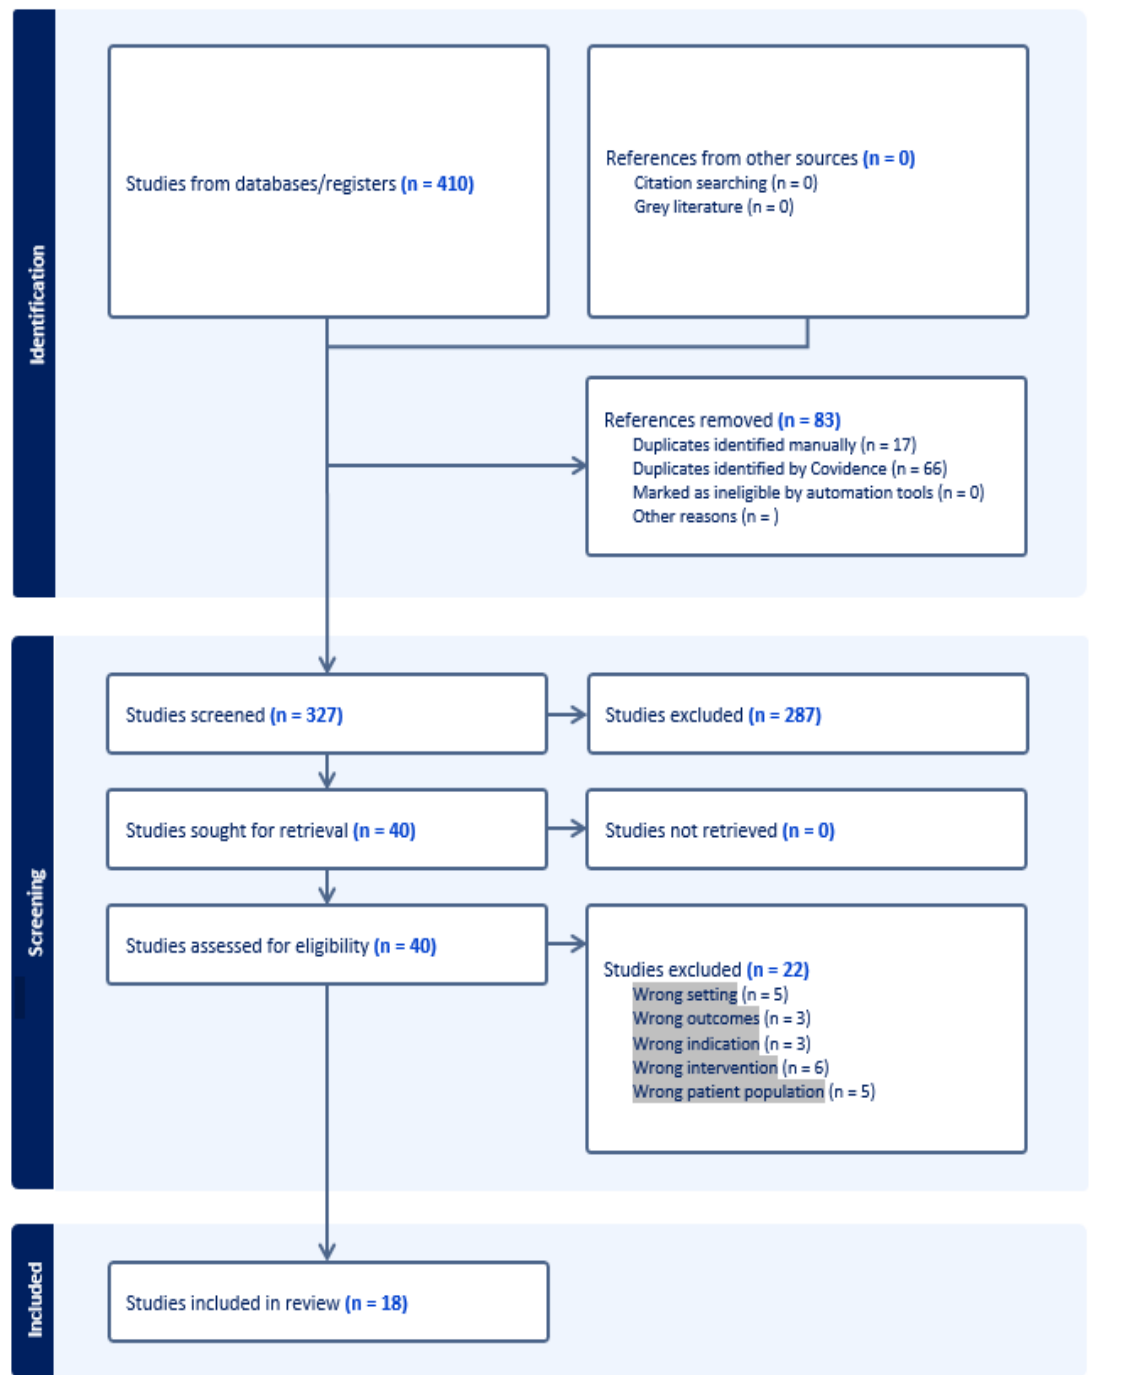 Identification
Studies from databases/registers (n = 410)
References from other sources (n = 0)
Citation searching (n = 0)
Grey literature (n = 0)
References removed (n = 83)
Duplicates identified manually (n = 17)
Duplicates identified by Covidence (n = 66)
Marked as ineligible by automation tools (n = 0)
Other reasons (n = )
Screening
Studies screened (n = 327)
Studies excluded (n = 287)
Studies sought for retrieval (n = 40)
Studies not retrieved (n = 0)
Studies assessed for eligibility (n = 40)
Studies excluded (n = 22)
Wrong setting (n = 5)
Wrong outcomes (n = 3)
Wrong indication (n = 3)
Wrong intervention (n = 6)
Wrong patient population (n = 5)
Included
Studies included in review (n = 18)